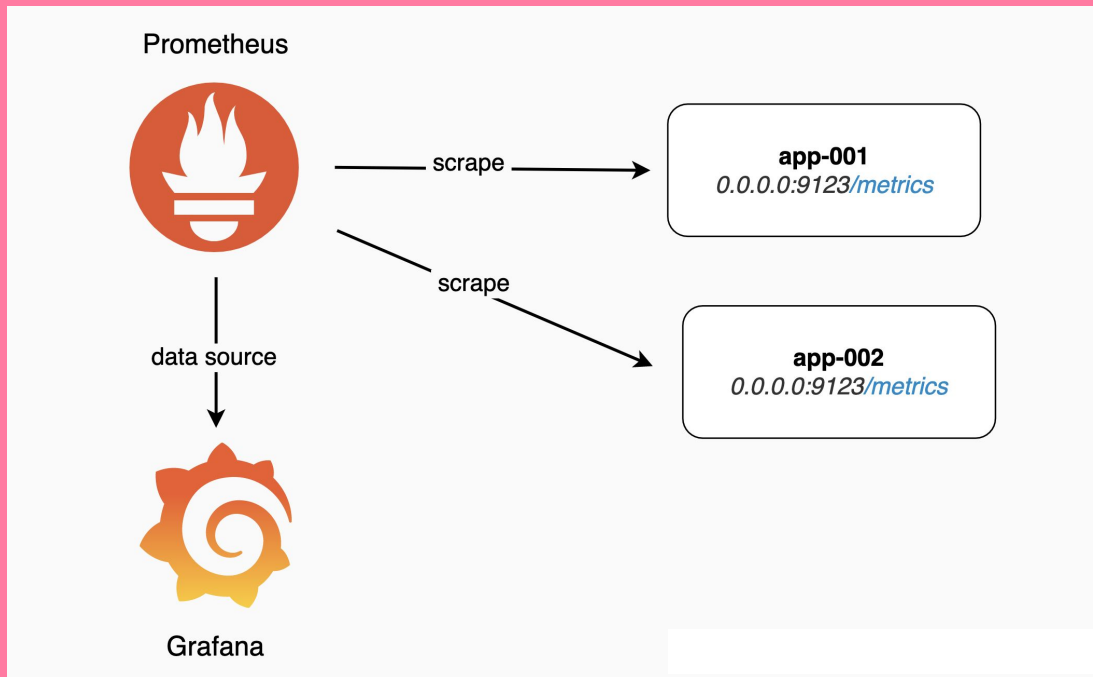 Prometheus
scrape
app-001
0.0.0.0:9123/metrics
scrape
data source
app-002
0.0.0.0:9123/metrics
Grafana